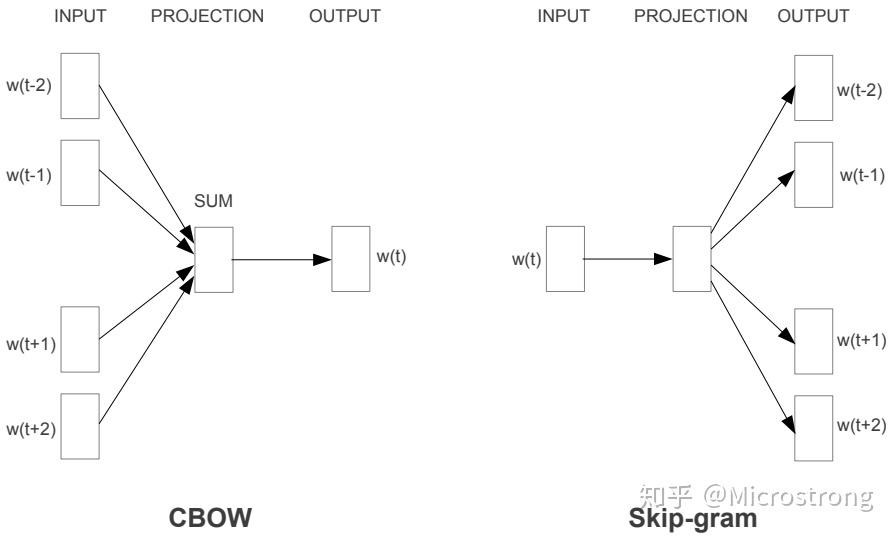 INPUT PROJECTION OUTPUT
w(t-2)
w(t-1)
SUM
w(t)
w(t+1)
w(t+2)
CBOW
INPUT PROJECTION OUTPUT
w(t-2)
w(t-1)
w(t)
w(t+1)
w(t+2)
Skip-gram
知乎 @Microstrong